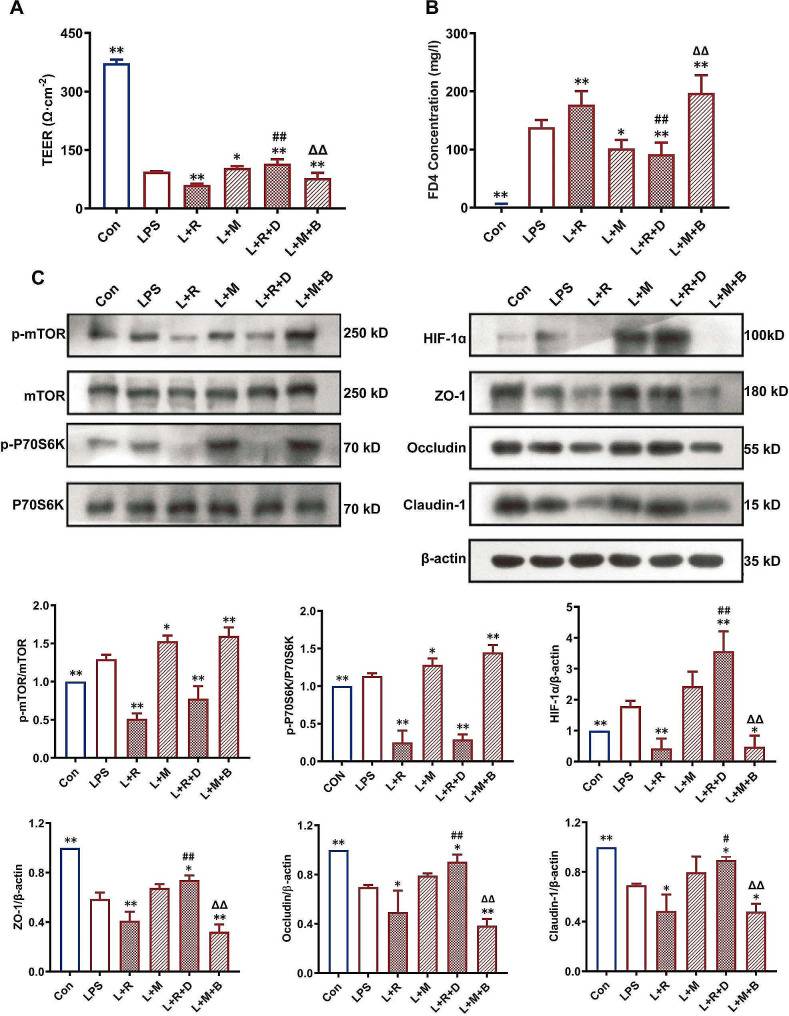 A
TEER (Ω·cm⁻²)
450
300
150
0
**
**
*
##
**
ΔΔ
**
Con
LPS
L+R
L+M
L+R+D
L+M+B
B
FD4 Concentration (mg/l)
300
200
100
0
**
**
*
##
**
ΔΔ
**
Con
LPS
L+R
L+M
L+R+D
L+M+B
C
Con LPS L+R L+M L+R+D L+M+B
p-mTOR 250 kD
mTOR 250 kD
p-P70S6K 70 kD
P70S6K 70 kD
Con LPS L+R L+M L+R+D L+M+B
HIF-1α 100kD
ZO-1 180 kD
Occludin 55 kD
Claudin-1 15 kD
β-actin 35 kD
p-mTOR/mTOR
2.0
1.5
1.0
0.5
0.0
**
**
*
**
**
Con
LPS
L+R
L+M
L+R+D
L+M+B
p-P70S6K/P70S6K
2.0
1.5
1.0
0.5
0.0
**
**
*
**
**
CON
LPS
L+R
L+M
L+R+D
L+M+B
HIF-1α/β-actin
5
4
3
2
1
0
**
**
##
**
ΔΔ
*
Con
LPS
L+R
L+M
L+R+D
L+M+B
ZO-1/β-actin
1.2
0.8
0.4
0.0
**
**
##
*
ΔΔ
**
Con
LPS
L+R
L+M
L+R+D
L+M+B
Occludin/β-actin
1.2
0.8
0.4
0.0
**
*
##
*
ΔΔ
**
Con
LPS
L+R
L+M
L+R+D
L+M+B
Claudin-1/β-actin
1.2
0.8
0.4
0.0
**
*
#
*
ΔΔ
*
Con
LPS
L+R
L+M
L+R+D
L+M+B